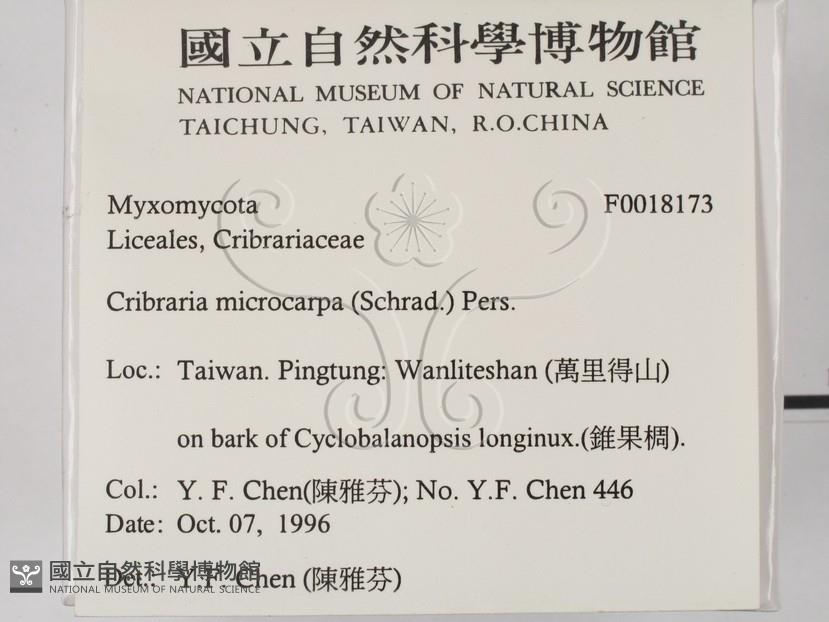 國立自然科學博物館
NATIONAL MUSEUM OF NATURAL SCIENCE
TAICHUNG, TAIWAN, R.O.CHINA
Myxomycota F0018173
Liceales, Cribrariaceae
Cribraria microcarpa (Schrad.) Pers.
Loc.: Taiwan. Pingtung: Wanliteshan (萬里得山)
on bark of Cyclobalanopsis longinux.(錐果椆).
Col.: Y. F. Chen(陳雅芬); No. Y.F. Chen 446
Date: Oct. 07, 1996
Det.: Y.F. Chen (陳雅芬)
國立自然科學博物館
NATIONAL MUSEUM OF NATURAL SCIENCE